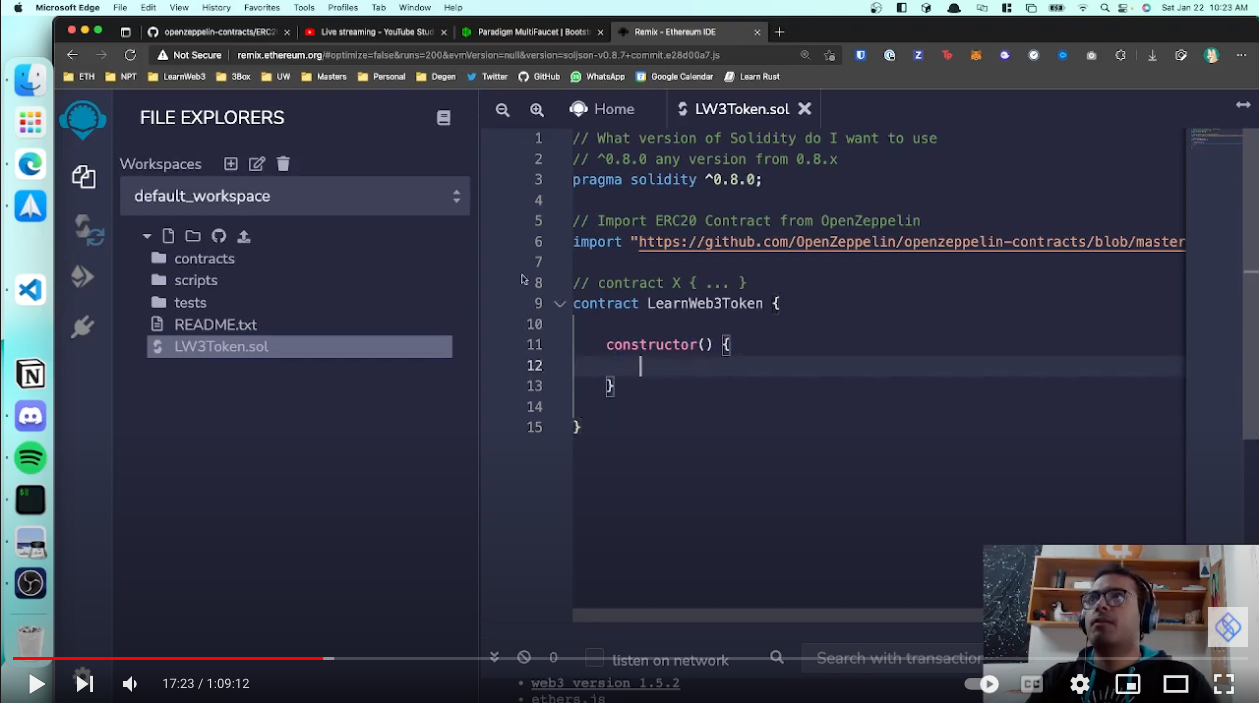 Microsoft Edge File Edit View History Favorites Tools Profiles Tab Window Help Sat Jan 22 10:23 AM
openzeppelin-contracts/ERC2 Live streaming - YouTube Stud Paradigm MultiFaucet | Bootst Remix - Ethereum IDE
Not Secure remix.ethereum.org/#optimize=false&runs=200&evmVersion=null&version=soljson-v0.8.7+commit.e28d00a7.js
ETH NPT LearnWeb3 3Box UW Masters Personal Degen Twitter GitHub WhatsApp Google Calendar Learn Rust
FILE EXPLORERS
Workspaces
default_workspace
contracts
scripts
tests
README.txt
LW3Token.sol
Home LW3Token.sol
1 // What version of Solidity do I want to use
2 // ^0.8.0 any version from 0.8.x
3 pragma solidity ^0.8.0;
4
5 // Import ERC20 Contract from OpenZeppelin
6 import "https://github.com/OpenZeppelin/openzeppelin-contracts/blob/master
7
8 // contract X { ... }
9 contract LearnWeb3Token {
10
11 constructor() {
12
13 }
14
15 }
0 listen on network Search with transaction
web3 version 1.5.2
ethers.js
17:23 / 1:09:12
CC